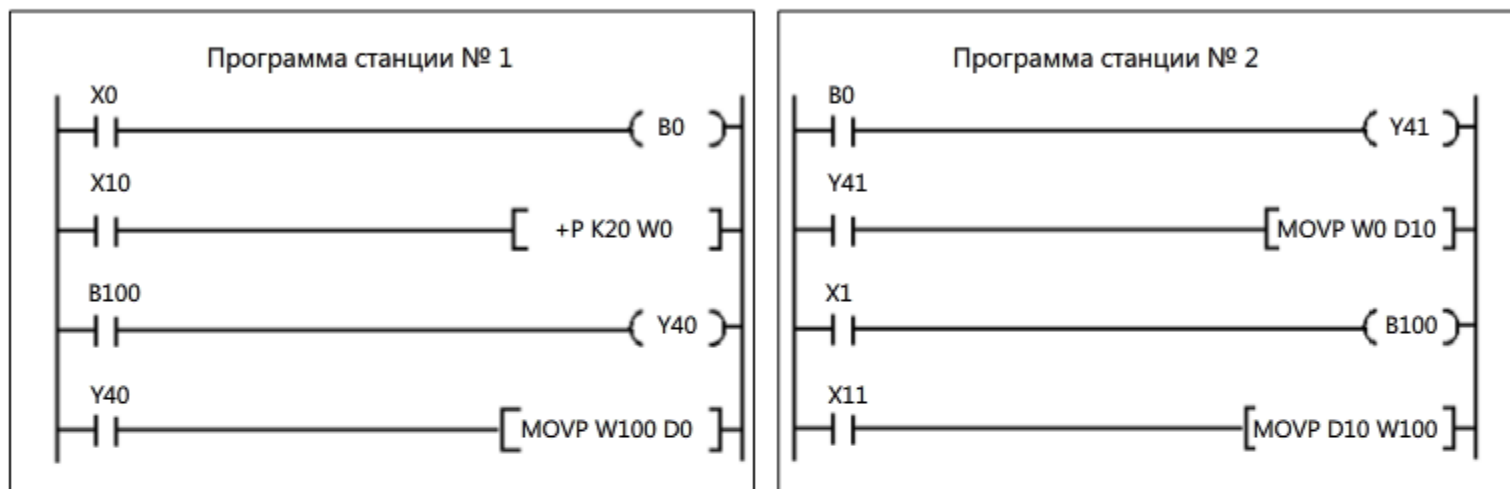 Программа станции № 1
X0
B0
X10
+P K20 W0
B100
Y40
Y40
MOVP W100 D0
Программа станции № 2
B0
Y41
Y41
MOVP W0 D10
X1
B100
X11
MOVP D10 W100